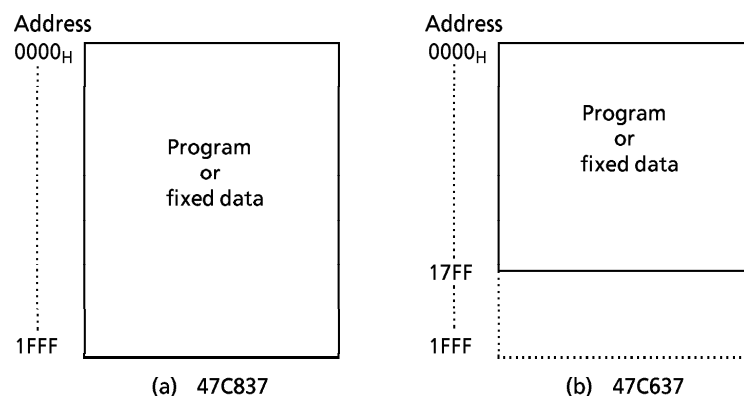 Address
0000H
Program
or
fixed data
1FFF
(a) 47C837
Address
0000H
Program
or
fixed data
17FF
1FFF
(b) 47C637